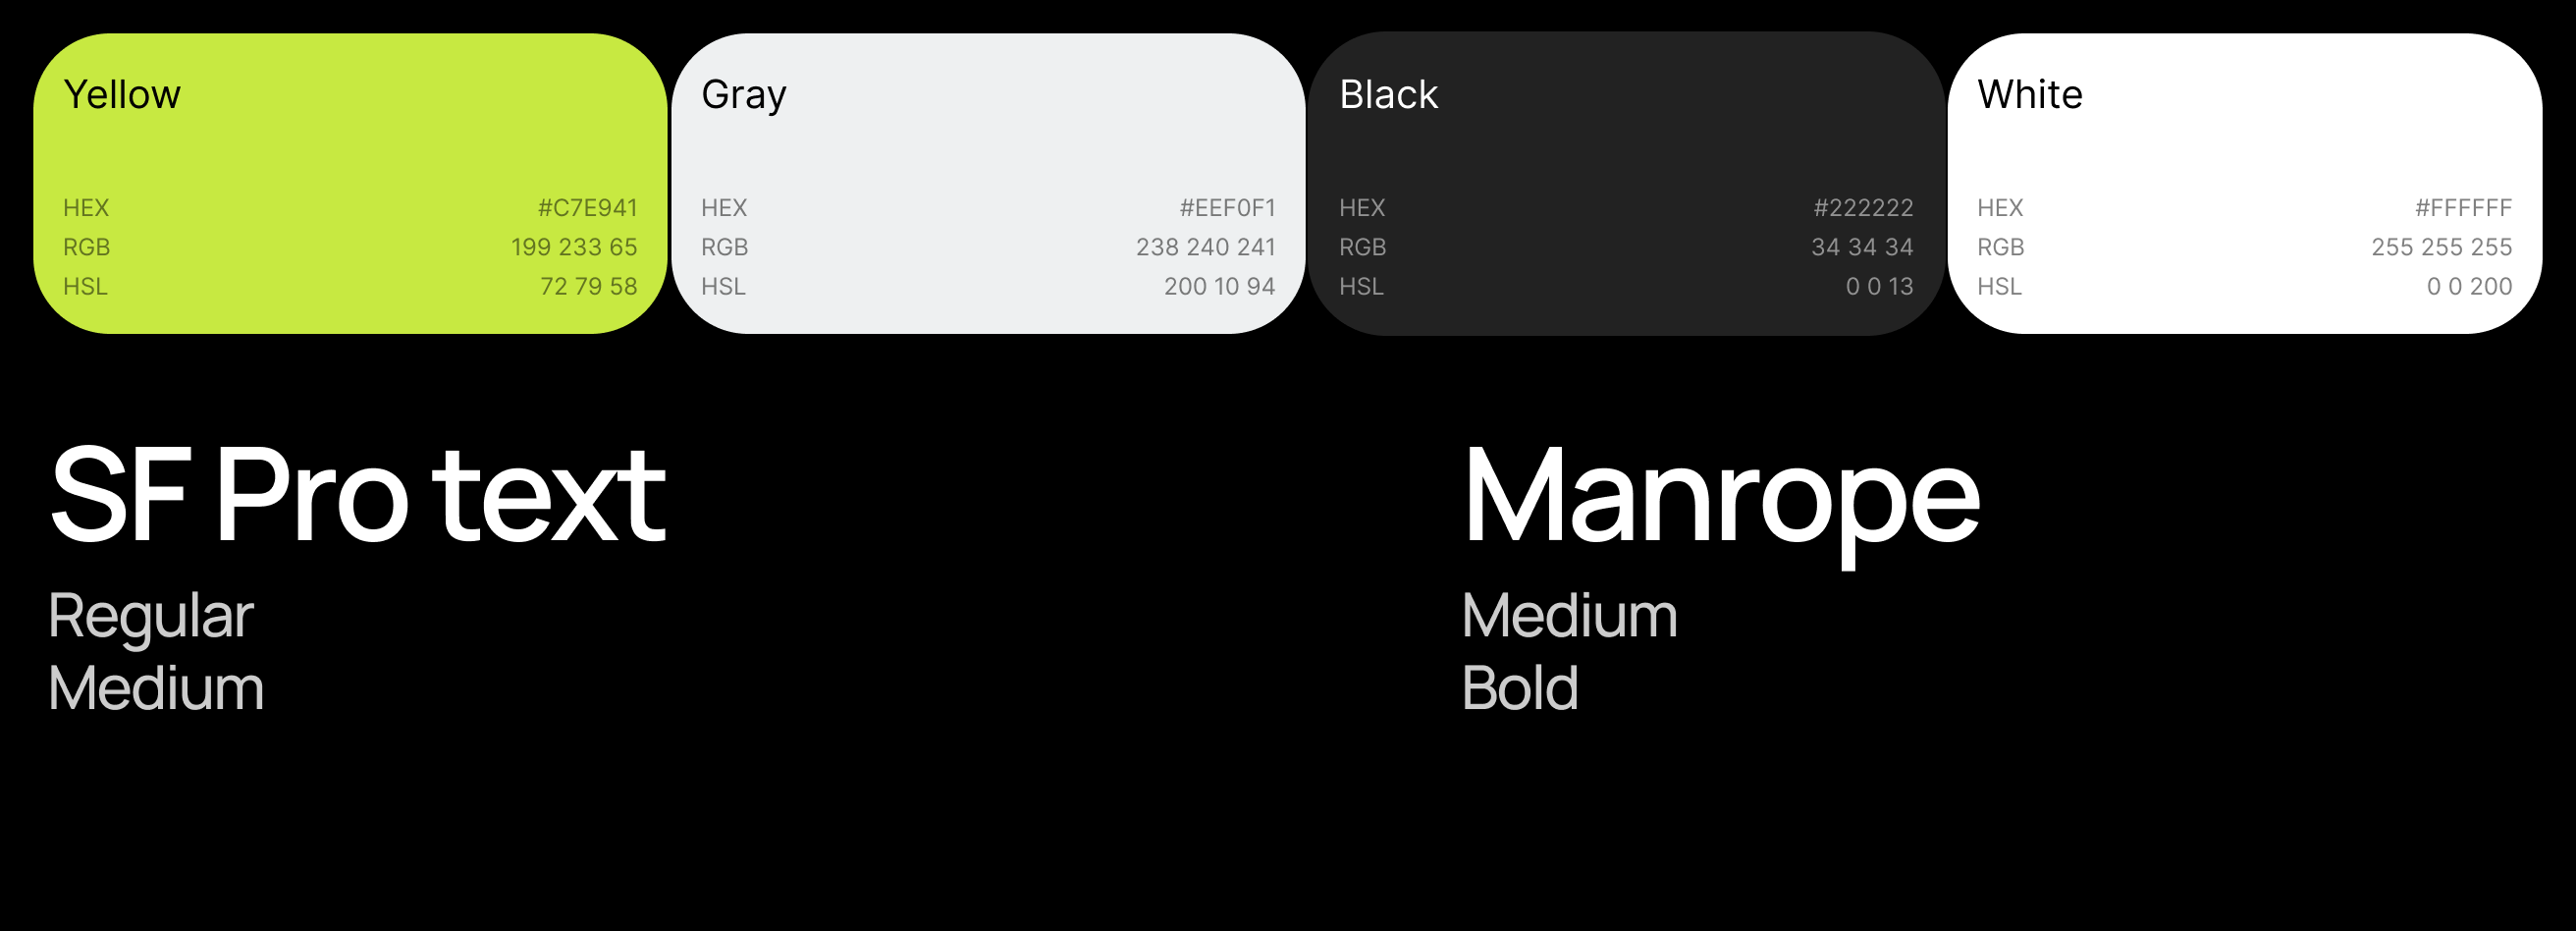 Yellow
HEX #C7E941
RGB 199 233 65
HSL 72 79 58
Gray
HEX #EEF0F1
RGB 238 240 241
HSL 200 10 94
Black
HEX #222222
RGB 34 34 34
HSL 0 0 13
White
HEX #FFFFFF
RGB 255 255 255
HSL 0 0 200
SF Pro text
Regular
Medium
Manrope
Medium
Bold